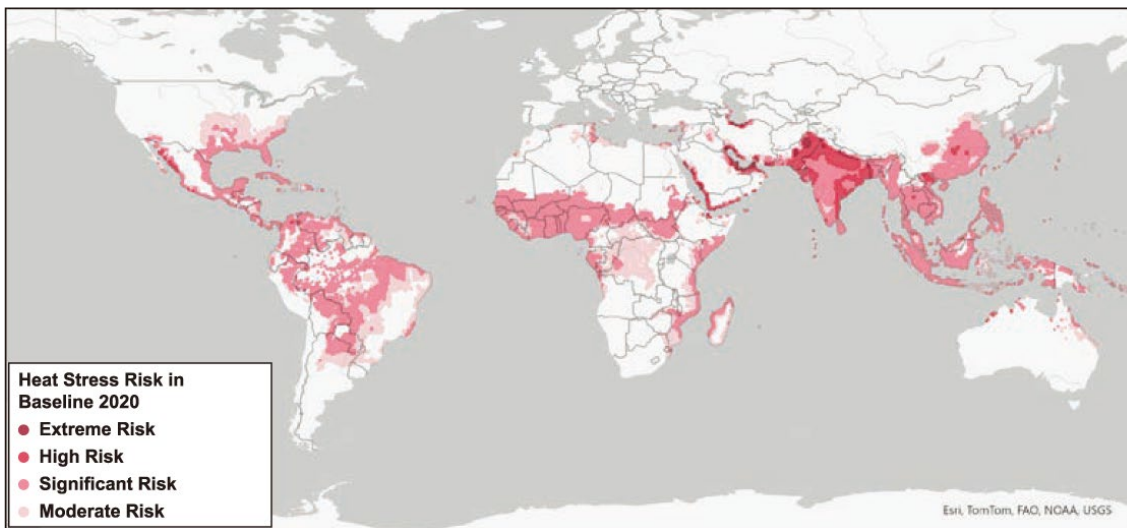 Heat Stress Risk in
Baseline 2020
Extreme Risk
High Risk
Significant Risk
Moderate Risk
Esri, TomTom, FAO, NOAA, USGS